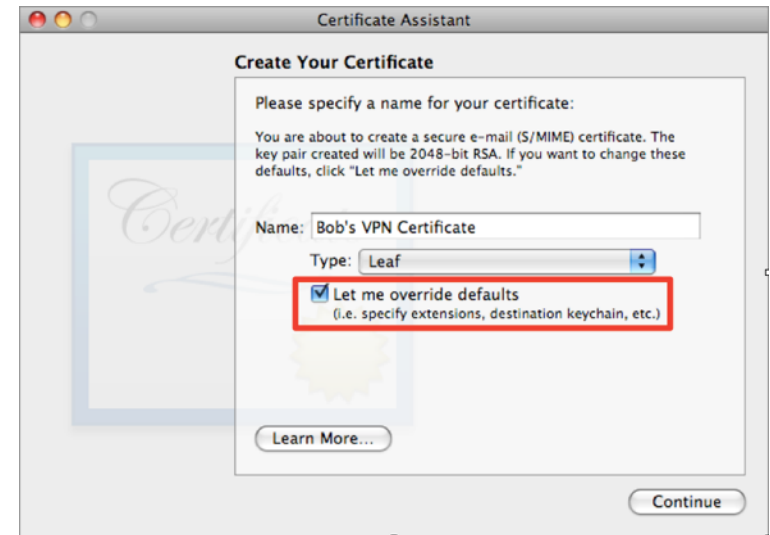 Certificate Assistant
Create Your Certificate
Please specify a name for your certificate:
You are about to create a secure e-mail (S/MIME) certificate. The
key pair created will be 2048-bit RSA. If you want to change these
defaults, click "Let me override defaults."
Certificate
Name: Bob's VPN Certificate
Type: Leaf
Let me override defaults
(i.e. specify extensions, destination keychain, etc.)
Learn More...
Continue